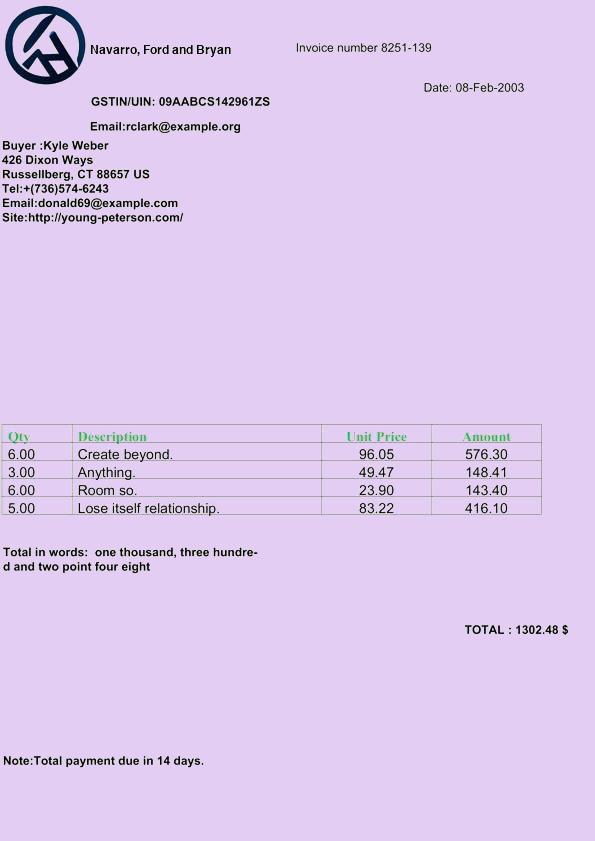 Navarro, Ford and Bryan
Invoice number 8251-139
Date: 08-Feb-2003
GSTIN/UIN: 09AABCS142961ZS
Email:rclark@example.org
Buyer :Kyle Weber
426 Dixon Ways
Russellberg, CT 88657 US
Tel:+(736)574-6243
Email:donald69@example.com
Site:http://young-peterson.com/
Qty Description Unit Price Amount
6.00 Create beyond. 96.05 576.30
3.00 Anything. 49.47 148.41
6.00 Room so. 23.90 143.40
5.00 Lose itself relationship. 83.22 416.10
Total in words:  one thousand, three hundre-
d and two point four eight
TOTAL : 1302.48 $
Note:Total payment due in 14 days.